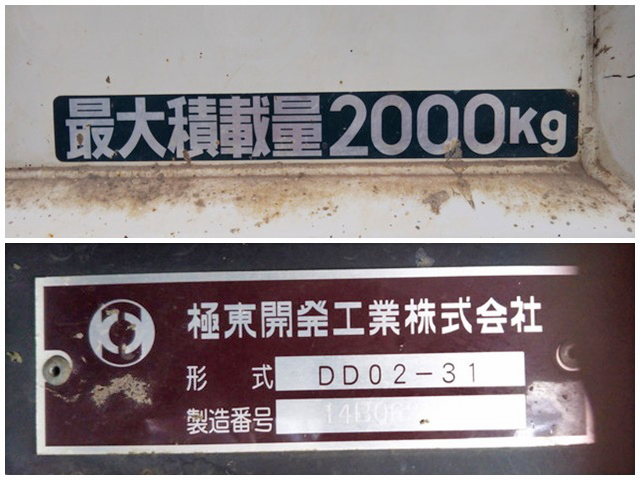 最大積載量2000Kg
極東開発工業株式会社
形 式 DD02-31
製造番号